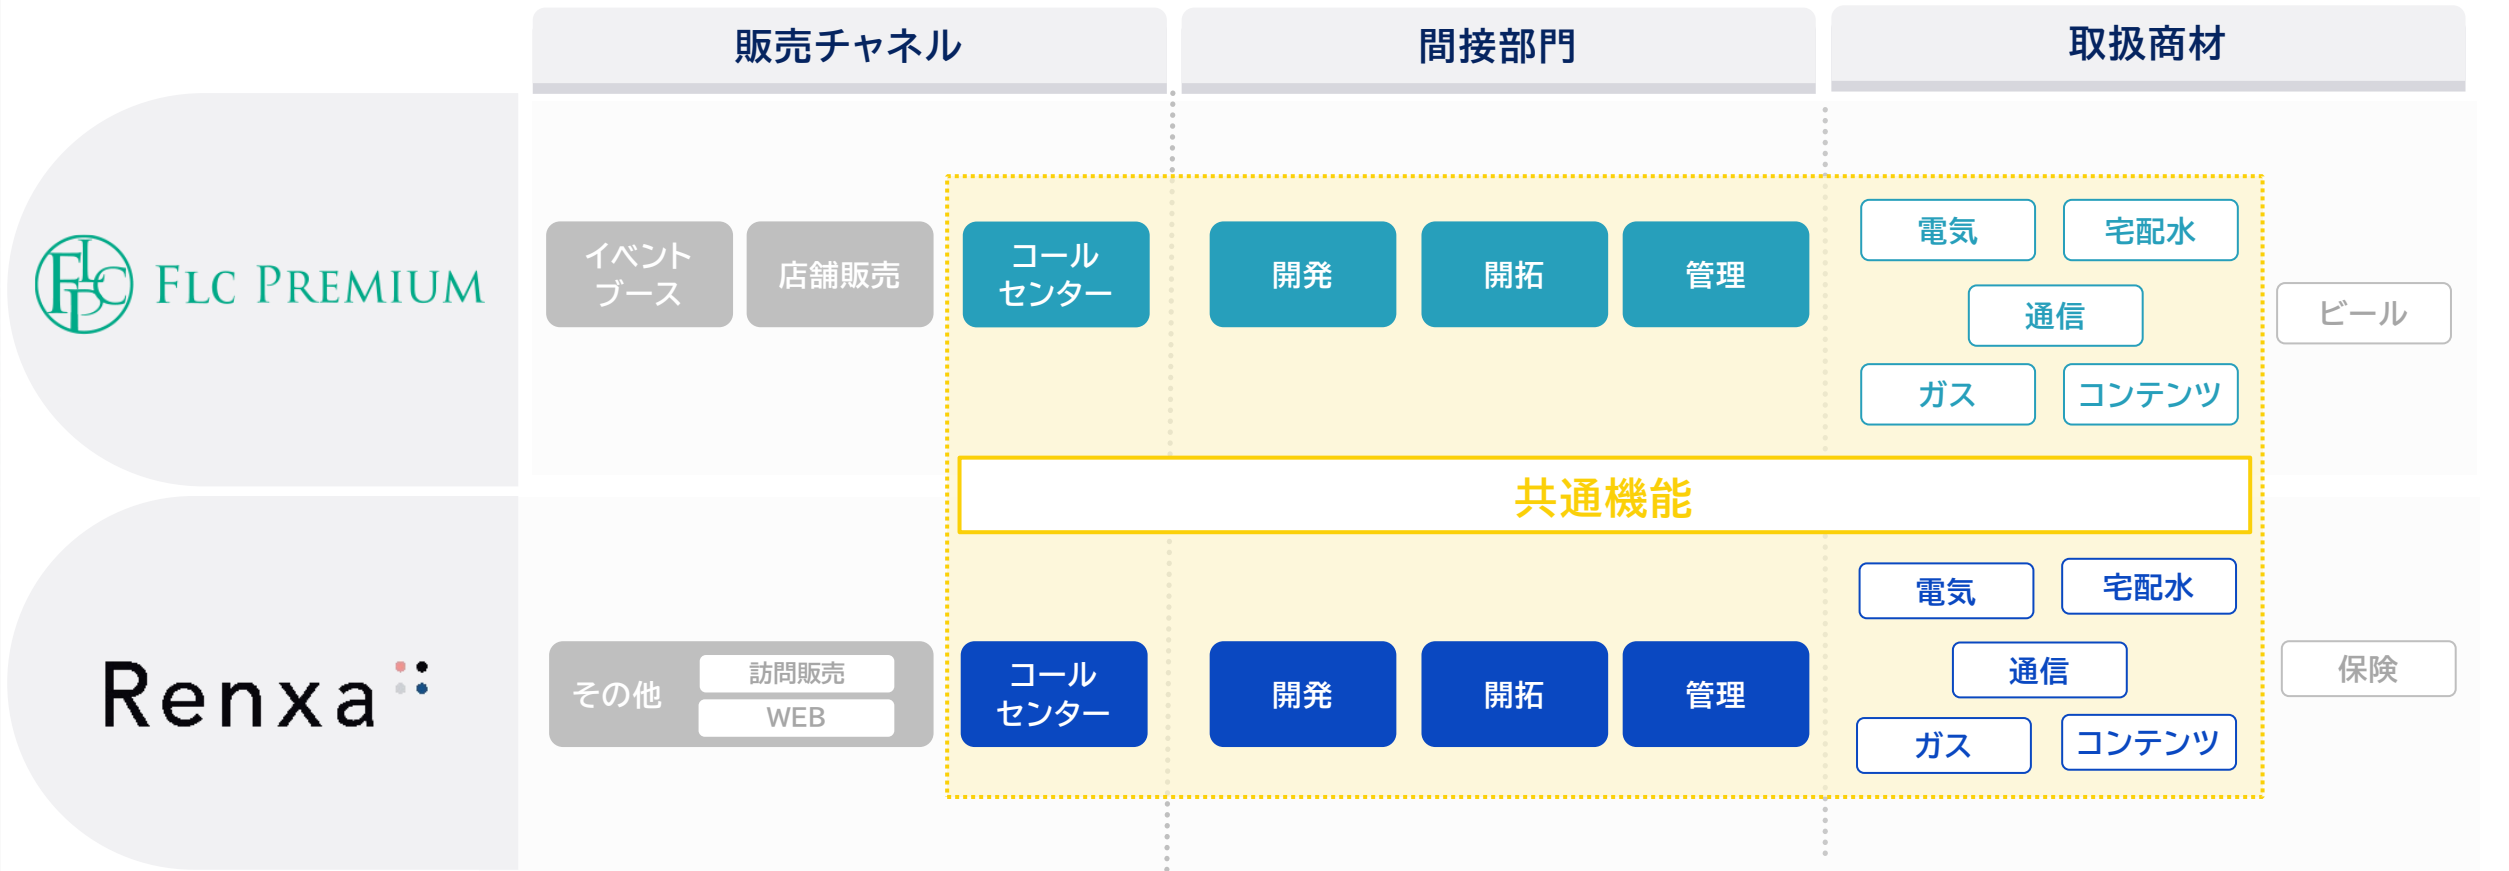 販売チャネル
間接部門
取扱商材
ELC PREMIUM
イベント
ブース
店舗販売
コール
センター
開発
開拓
管理
電気
宅配水
通信
ガス
コンテンツ
ビール
共通機能
Renxa
その他
訪問販売
WEB
コール
センター
開発
開拓
管理
電気
宅配水
通信
ガス
コンテンツ
保険